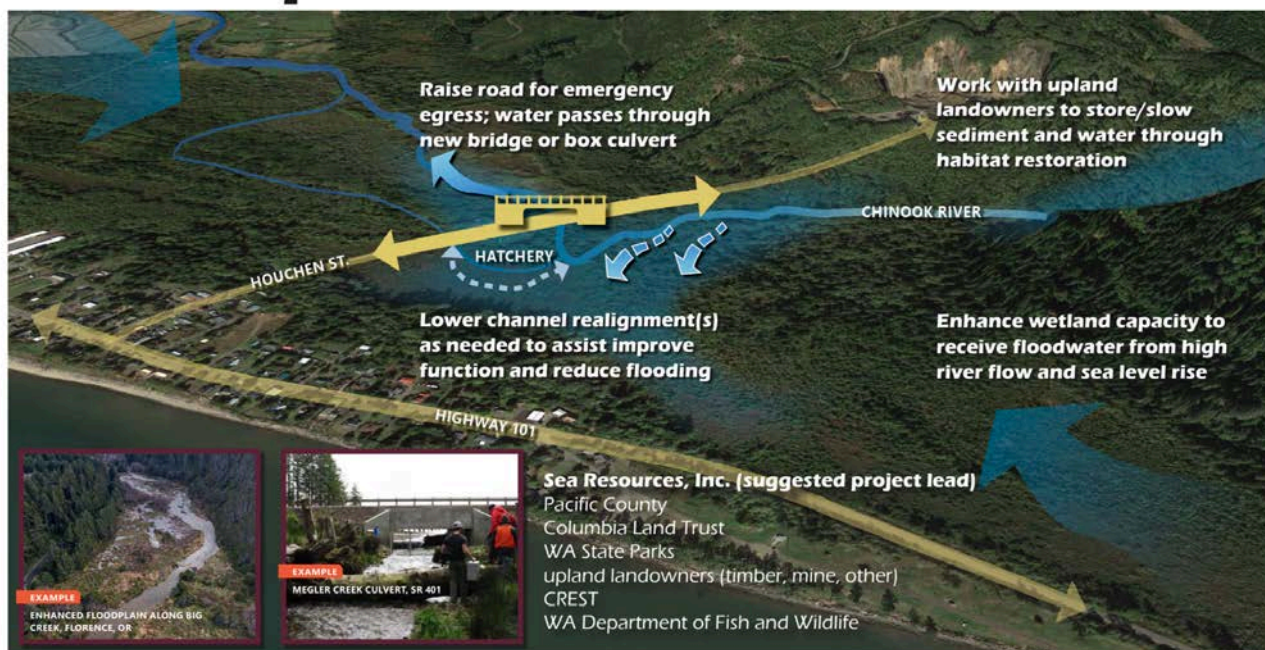 Raise road for emergency
egress; water passes through
new bridge or box culvert
Work with upland
landowners to store/slow
sediment and water through
habitat restoration
CHINOOK RIVER
HATCHERY
HOUCHEN ST.
Lower channel realignment(s)
as needed to assist improve
function and reduce flooding
Enhance wetland capacity to
receive floodwater from high
river flow and sea level rise
HIGHWAY 101
EXAMPLE
ENHANCED FLOODPLAIN ALONG BIG
CREEK, FLORENCE, OR
EXAMPLE
MEGLER CREEK CULVERT, SR 401
Sea Resources, Inc. (suggested project lead)
Pacific County
Columbia Land Trust
WA State Parks
upland landowners (timber, mine, other)
CREST
WA Department of Fish and Wildlife